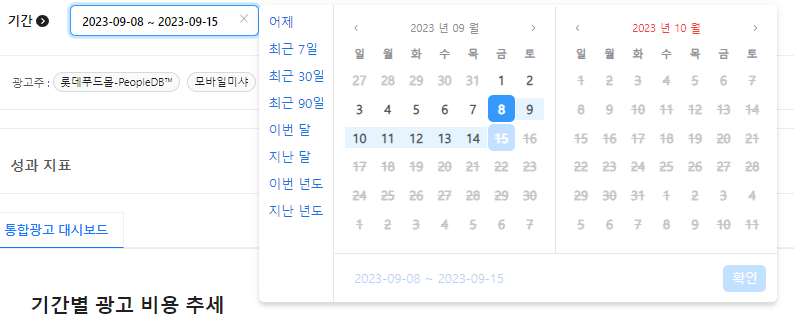 기간
2023-09-08 ~ 2023-09-15
광고주 : 롯데푸드몰-PeopleDB™ 모바일미샤
성과 지표
통합광고 대시보드
기간별 광고 비용 추세
어제
최근 7일
최근 30일
최근 90일
이번 달
지난 달
이번 년도
지난 년도
2023 년 09 월
일 월 화 수 목 금 토
27 28 29 30 31 1 2
3 4 5 6 7 8 9
10 11 12 13 14 15 16
17 18 19 20 21 22 23
24 25 26 27 28 29 30
1 2 3 4 5 6 7
2023 년 10 월
일 월 화 수 목 금 토
1 2 3 4 5 6 7
8 9 10 11 12 13 14
15 16 17 18 19 20 21
22 23 24 25 26 27 28
29 30 31 1 2 3 4
5 6 7 8 9 10 11
2023-09-08 ~ 2023-09-15
확인